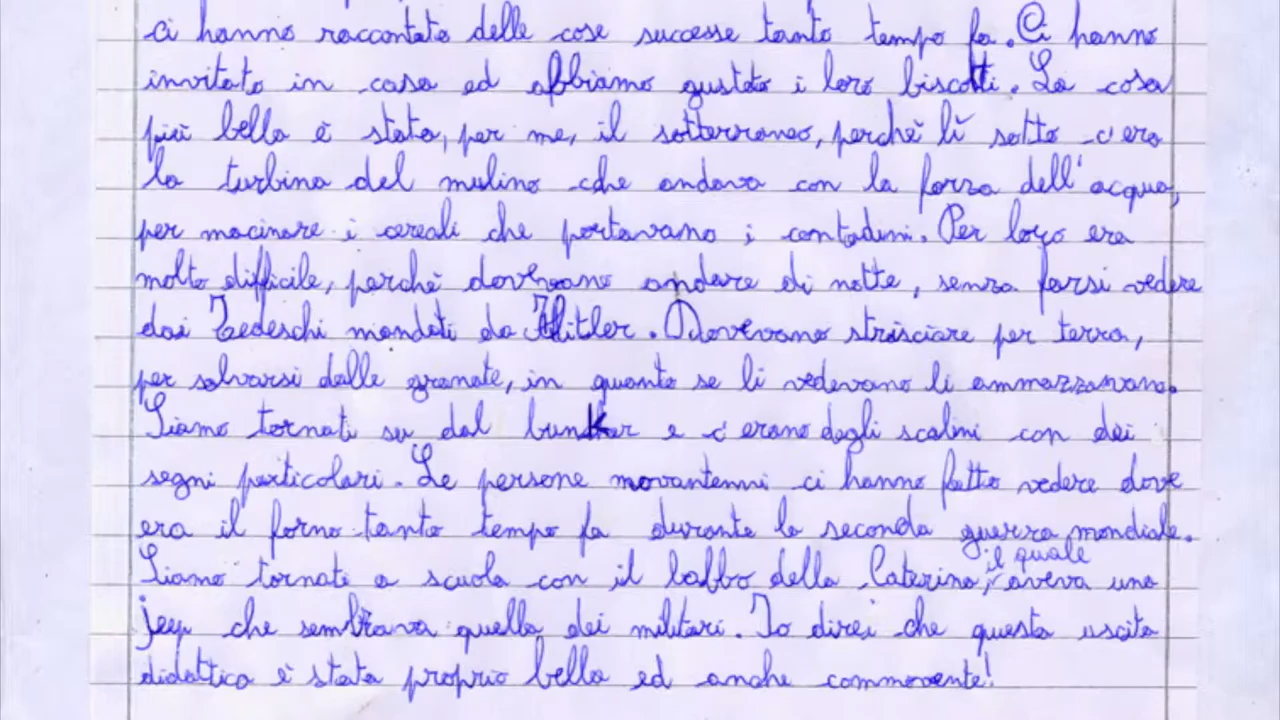 ci hanno raccontato delle cose successe tanto tempo fa. Ci hanno
invitato in casa ed abbiamo gustato i loro biscotti. La cosa
più bella è stata, per me, il sotterraneo, perchè lì sotto c'era
la turbina del mulino che andava con la forza dell'acqua,
per macinare i cereali che portavano i contadini. Per loro era
molto difficile, perchè dovevano andare di notte, senza farsi vedere
dai Tedeschi mandati da Hitler. Dovevano strisciare per terra,
per salvarsi dalle granate, in quanto se li vedevano li ammazzavano.
Siamo tornati su dal bunker e c'erano degli scalini con dei
segni particolari. Le persone novantenni ci hanno fatto vedere dove
era il forno tanto tempo fa durante la seconda guerra mondiale.
Siamo tornati a scuola con il babbo della Caterina, il quale aveva una
jeep che sembrava quella dei militari. Io direi che questa uscita
didattica è stata proprio bella ed anche commovente!